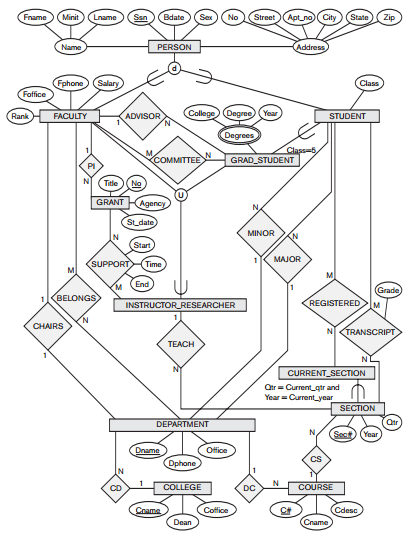 Fname Minit Lname Ssn Bdate Sex No Street Apt_no City State Zip
Name PERSON Address
d
Foffice Fphone Salary Class
Rank FACULTY ADVISOR College Degree Year STUDENT
1 N Degrees
Class=5
M COMMITTEE N GRAD_STUDENT
1 PI N
Title No U
GRANT Agency
St_date
N Start N
SUPPORT Time MINOR MAJOR
M End
1 1
M BELONGS N INSTRUCTOR_RESEARCHER M REGISTERED N M Grade
1 CHAIRS 1 1 TEACH N TRANSCRIPT N
CURRENT_SECTION
Qtr = Current_qtr and
Year = Current_year
SECTION
DEPARTMENT Sec# Year Qtr
Dname Dphone Office N
N 1 CS
CD 1 COLLEGE DC N 1 COURSE
Cname Dean Coffice C# Cname Cdesc